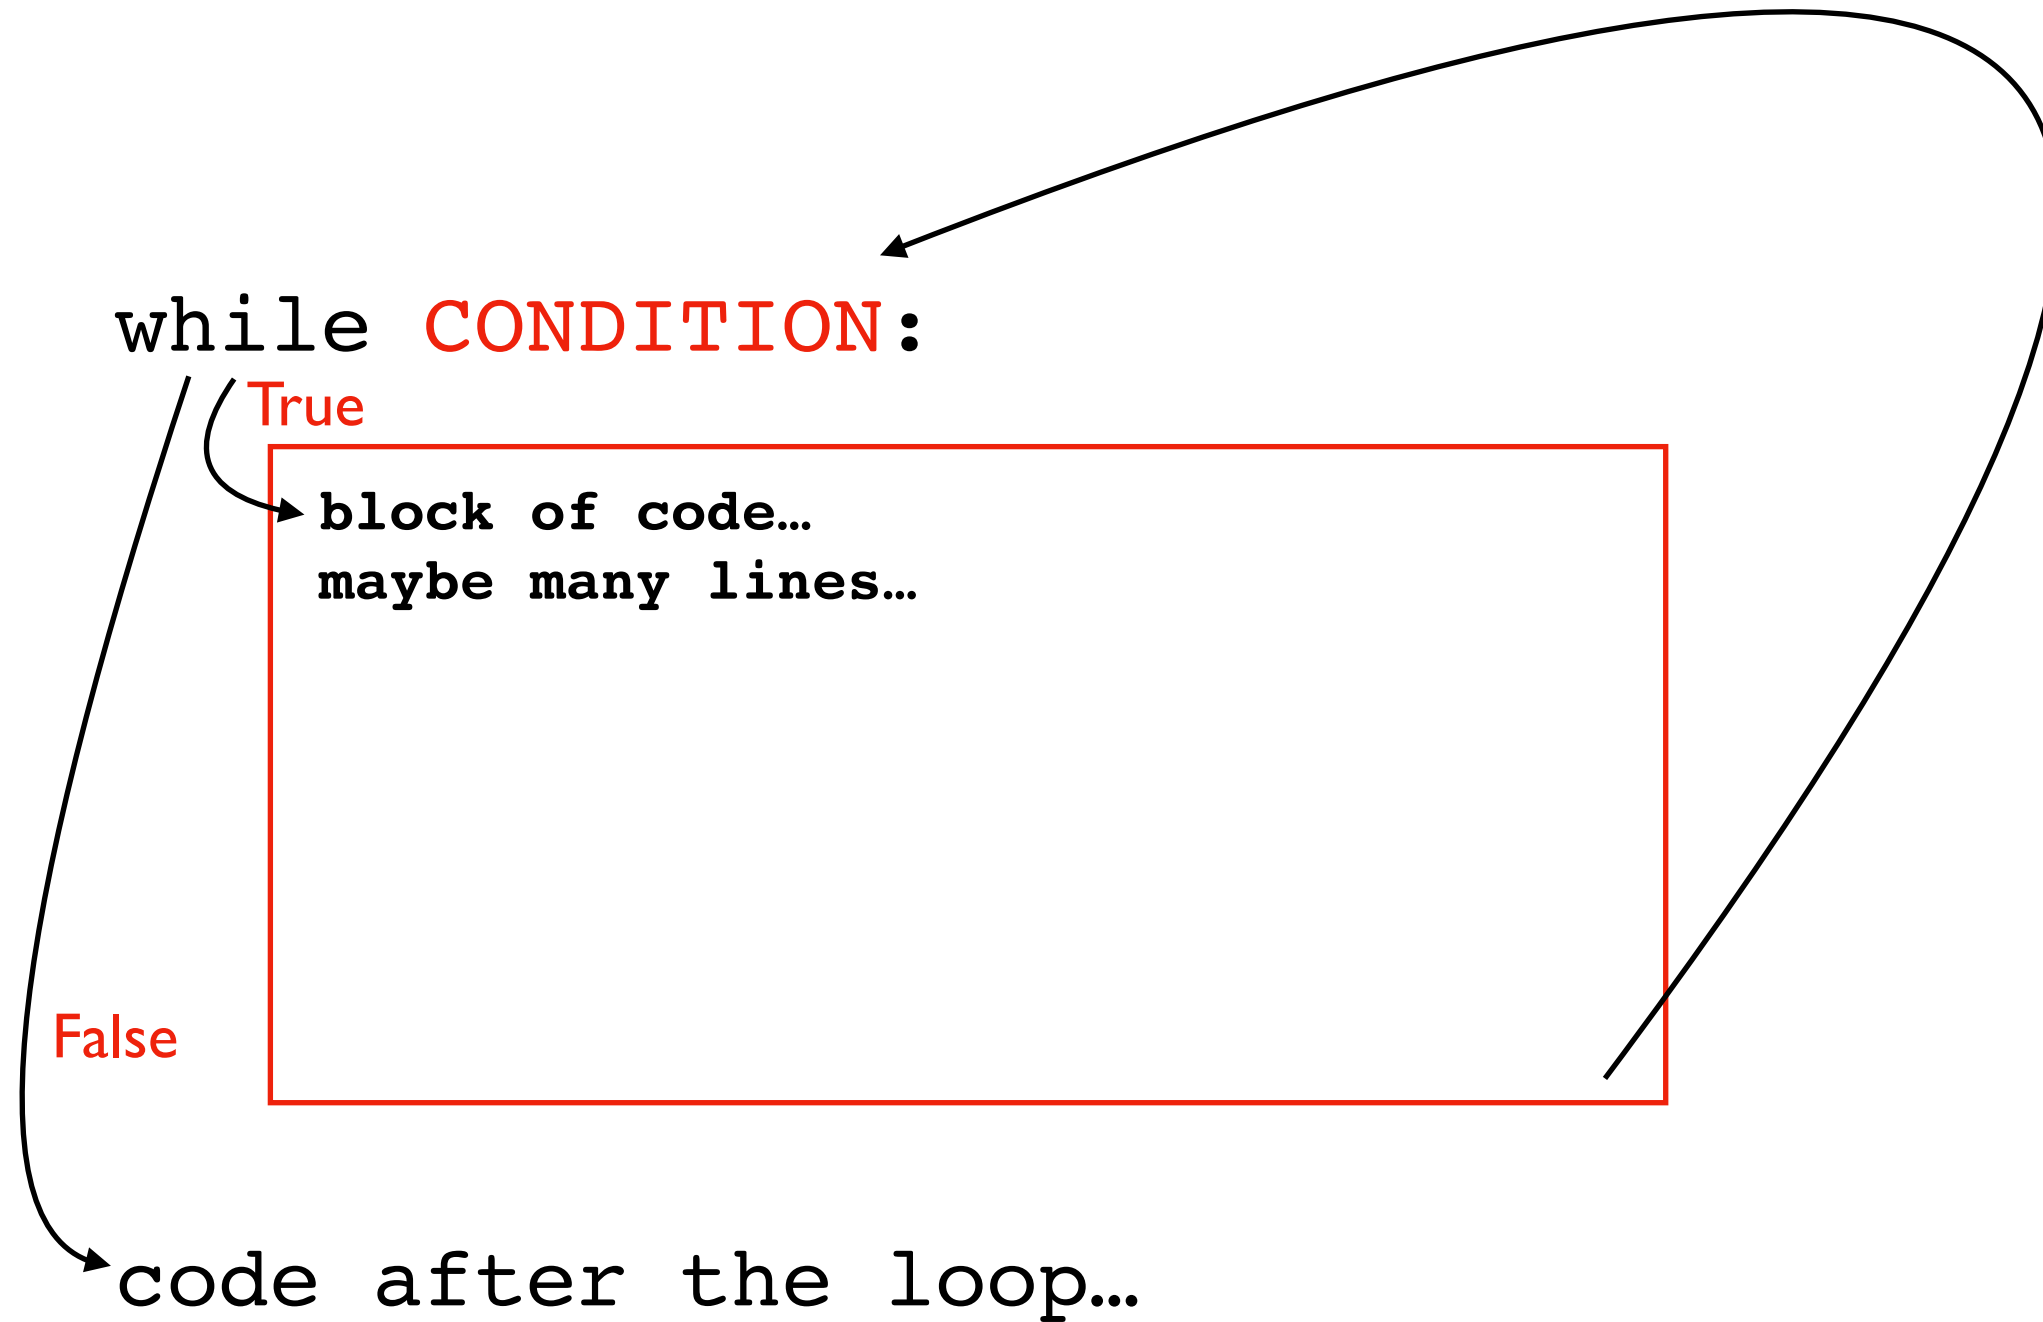 while CONDITION:
True
block of code…
maybe many lines…
False
code after the loop…